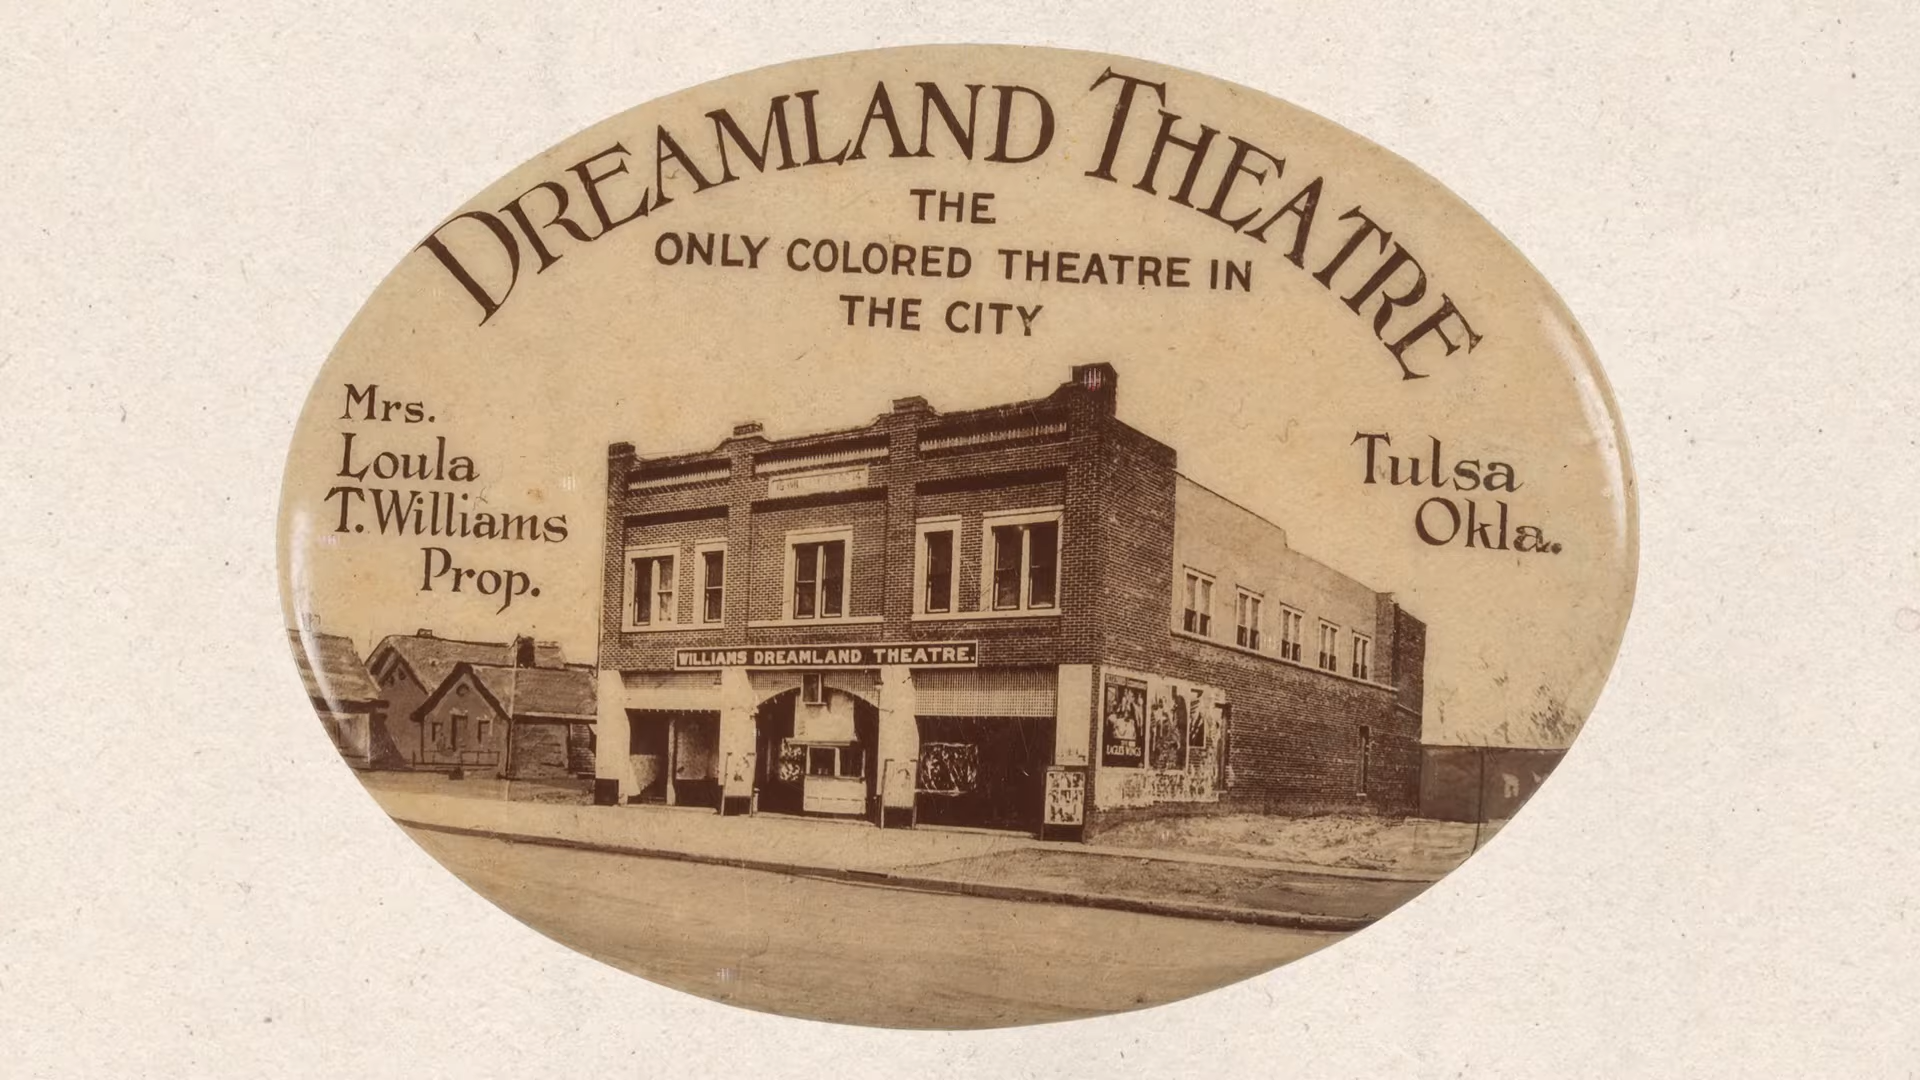 DREAMLAND THEATRE
THE
ONLY COLORED THEATRE IN
THE CITY
Mrs.
Loula
T. Williams
Prop.
Tulsa
Okla.
WILLIAMS DREAMLAND THEATRE.
EAGLE'S WINGS